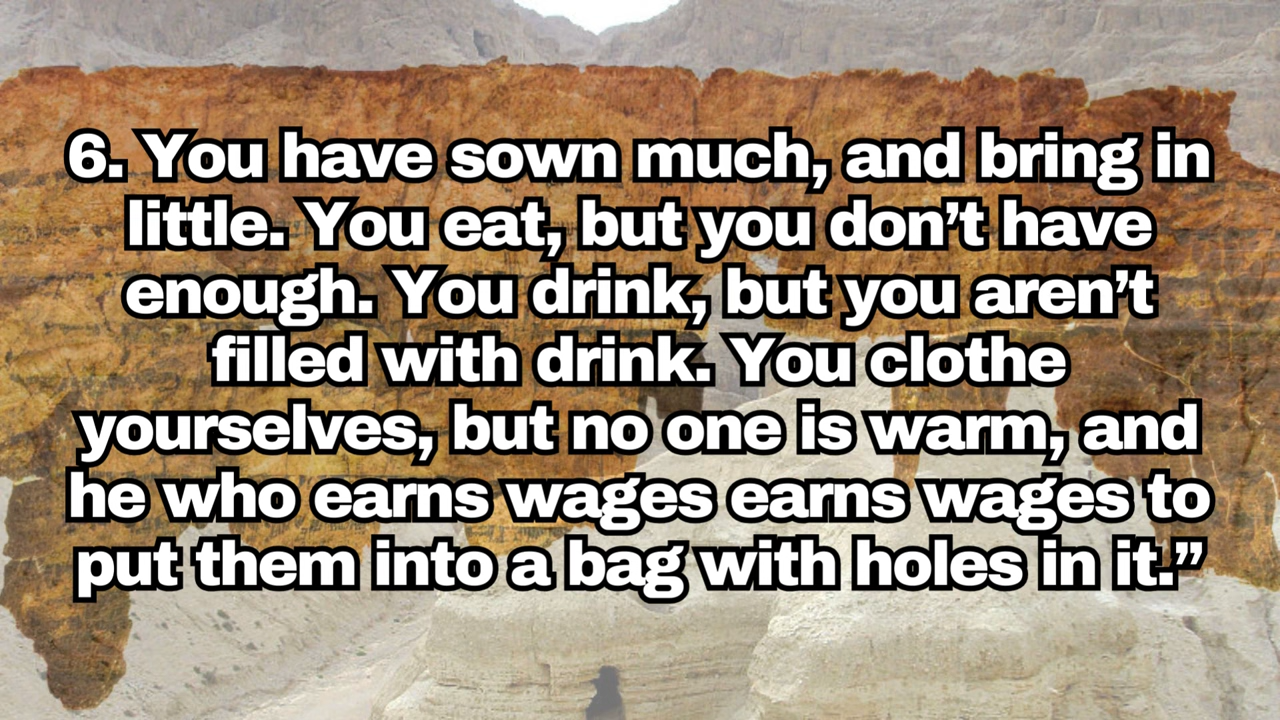 6. You have sown much, and bring in
little. You eat, but you don’t have
enough. You drink, but you aren’t
filled with drink. You clothe
yourselves, but no one is warm, and
he who earns wages earns wages to
put them into a bag with holes in it.”